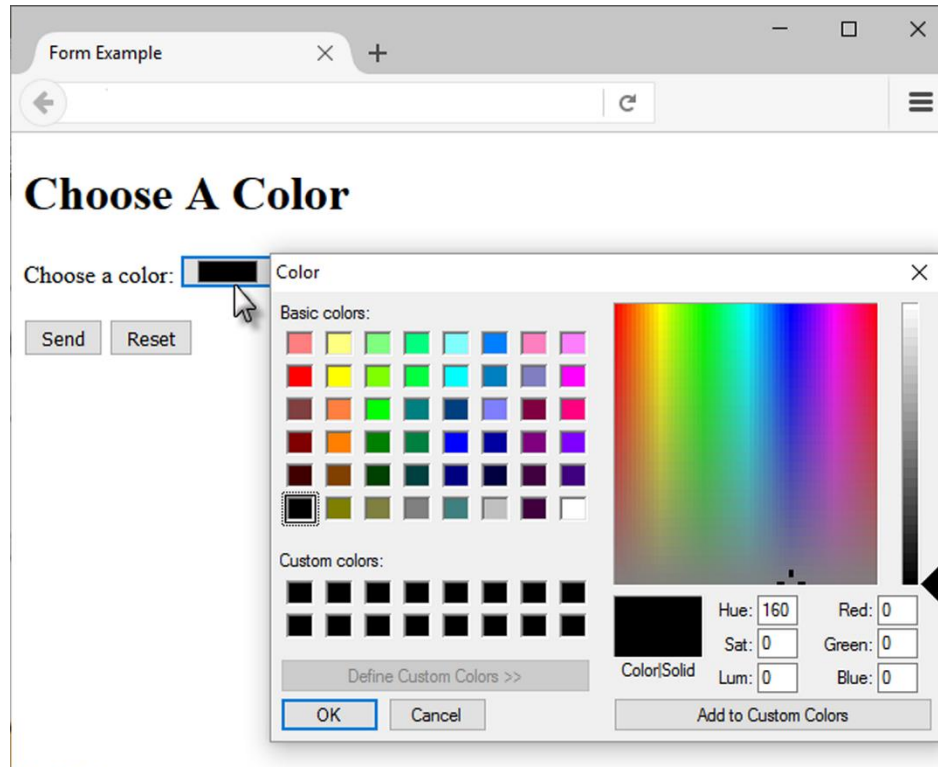 Form Example
Choose A Color
Choose a color:
Send Reset
Color
Basic colors:
Custom colors:
Define Custom Colors >>
OK Cancel
Color|Solid
Hue: 160 Red: 0
Sat: 0 Green: 0
Lum: 0 Blue: 0
Add to Custom Colors